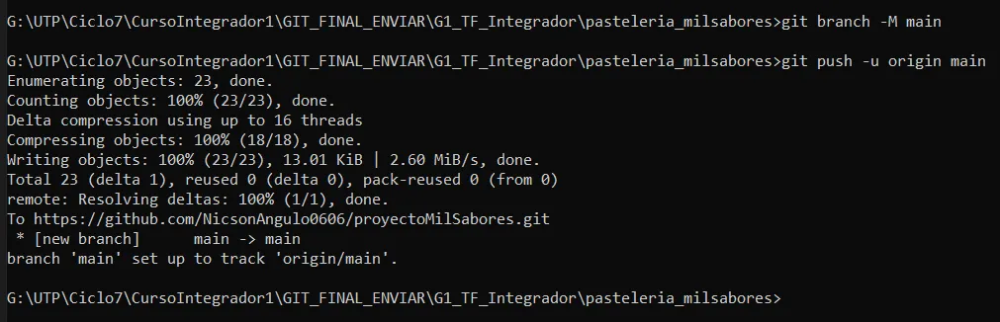 G:\UTP\Ciclo7\CursoIntegrador1\GIT_FINAL_ENVIAR\G1_TF_Integrador\pasteleria_milsabores>git branch -M main
G:\UTP\Ciclo7\CursoIntegrador1\GIT_FINAL_ENVIAR\G1_TF_Integrador\pasteleria_milsabores>git push -u origin main
Enumerating objects: 23, done.
Counting objects: 100% (23/23), done.
Delta compression using up to 16 threads
Compressing objects: 100% (18/18), done.
Writing objects: 100% (23/23), 13.01 KiB | 2.60 MiB/s, done.
Total 23 (delta 1), reused 0 (delta 0), pack-reused 0 (from 0)
remote: Resolving deltas: 100% (1/1), done.
To https://github.com/NicsonAngulo0606/proyectoMilSabores.git
 * [new branch]      main -> main
branch 'main' set up to track 'origin/main'.
G:\UTP\Ciclo7\CursoIntegrador1\GIT_FINAL_ENVIAR\G1_TF_Integrador\pasteleria_milsabores>